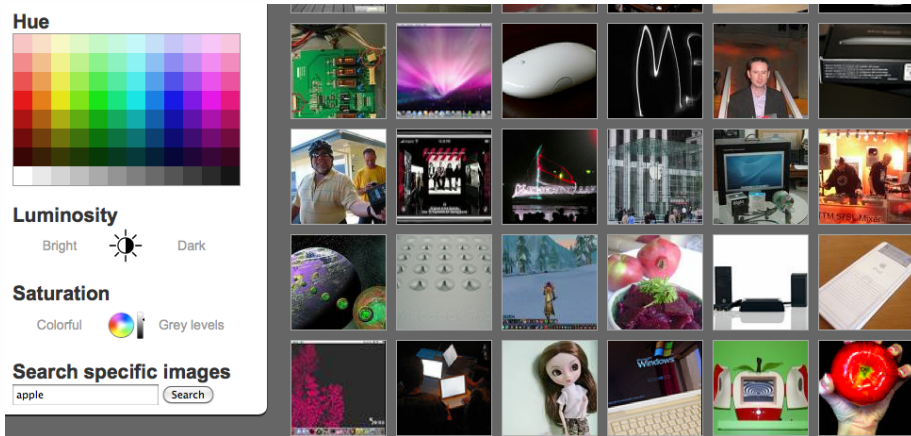 Hue
Luminosity
Bright
Dark
Saturation
Colorful
Grey levels
Search specific images
apple
Search
Windows